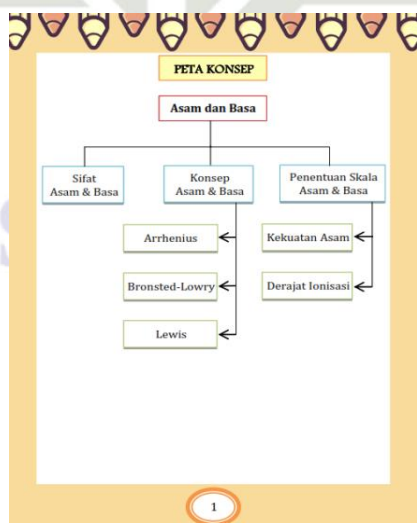 PETA KONSEP
Asam dan Basa
Sifat
Asam & Basa
Konsep
Asam & Basa
Penentuan Skala
Asam & Basa
Arrhenius
Bronsted-Lowry
Lewis
Kekuatan Asam
Derajat Ionisasi
1